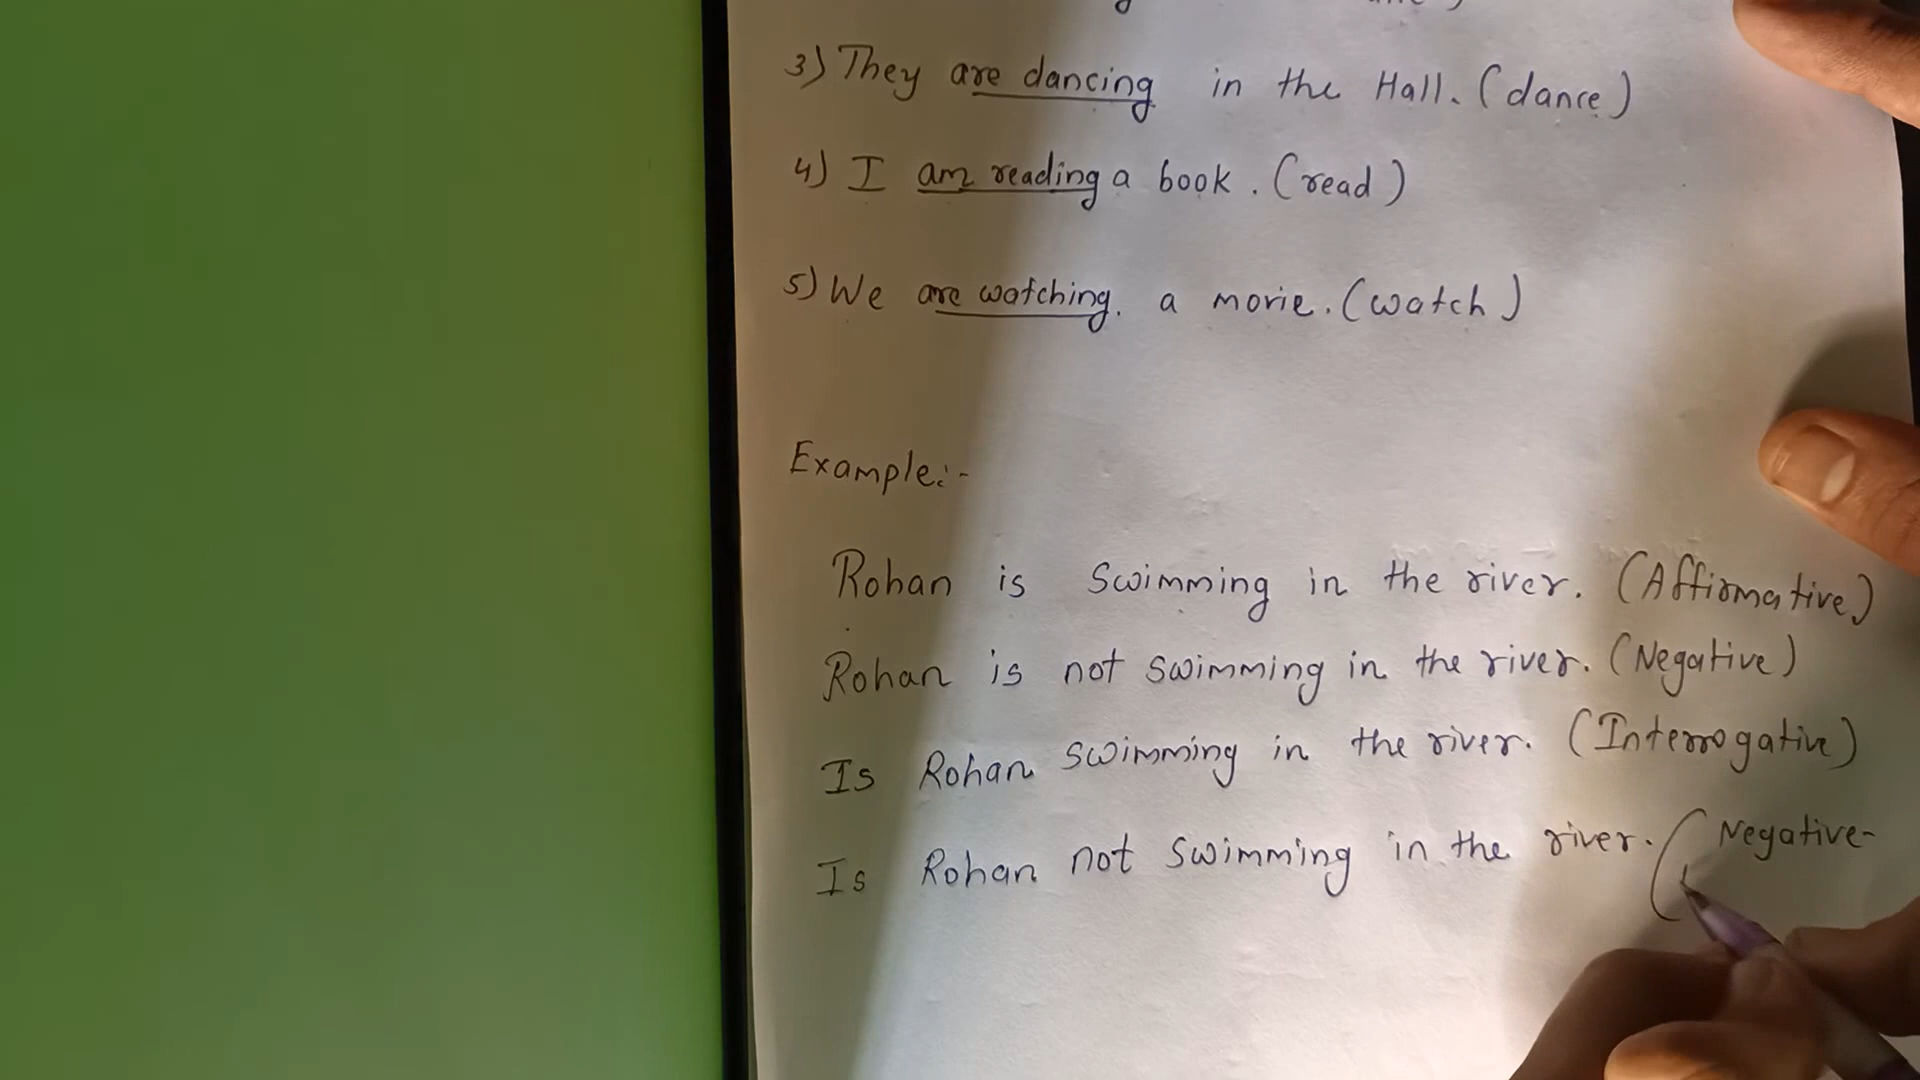 3) They are dancing in the Hall. (dance)
4) I am reading a book. (read)
5) We are watching. a movie. (watch)
Example:-
Rohan is swimming in the river. (Affirmative)
Rohan is not swimming in the river. (Negative)
Is Rohan swimming in the river. (Interrogative)
Is Rohan not swimming in the river. (Negative-